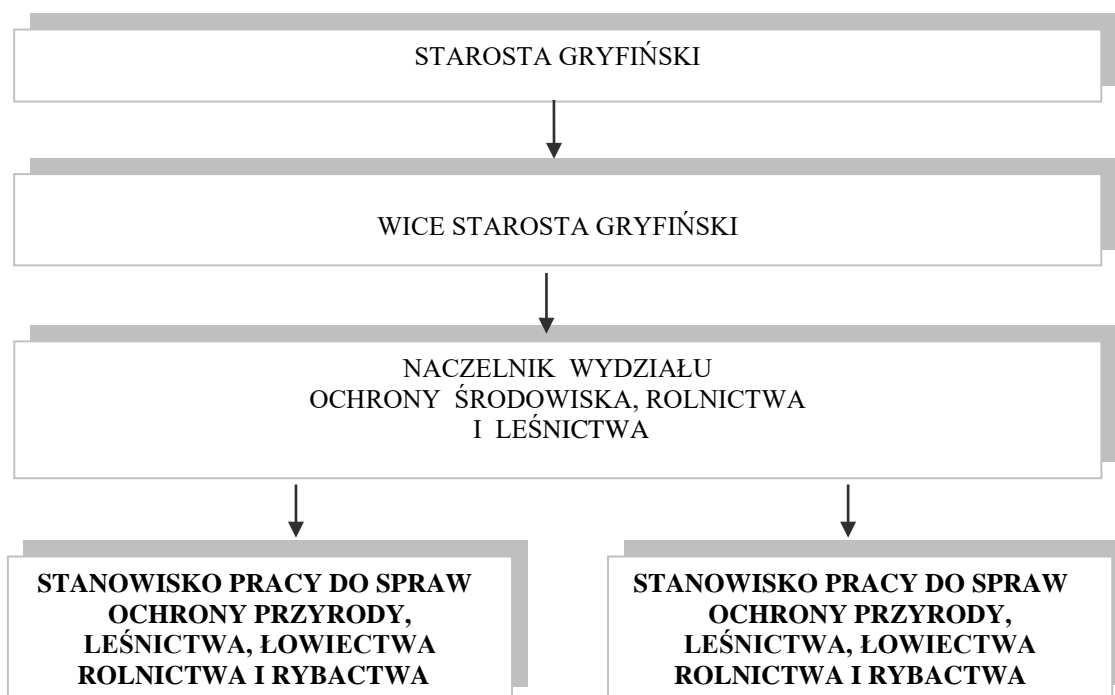 STAROSTA GRYFIŃSKI
WICE STAROSTA GRYFIŃSKI
NACZELNIK WYDZIAŁU
OCHRONY ŚRODOWISKA, ROLNICTWA
I LEŚNICTWA
STANOWISKO PRACY DO SPRAW
OCHRONY PRZYRODY,
LEŚNICTWA, ŁOWIECTWA
ROLNICTWA I RYBACTWA
STANOWISKO PRACY DO SPRAW
OCHRONY PRZYRODY,
LEŚNICTWA, ŁOWIECTWA
ROLNICTWA I RYBACTWA